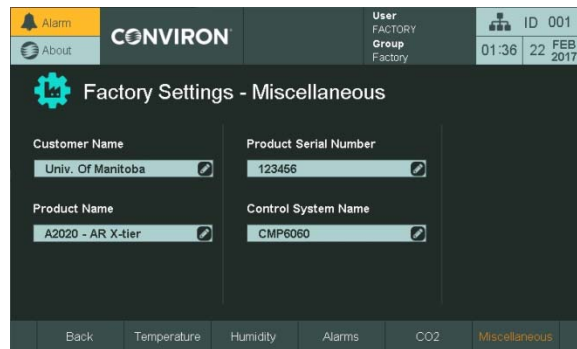 Alarm
About
CONVIRON
User
FACTORY
Group
Factory
ID 001
01:36 22 FEB 2017
Factory Settings - Miscellaneous
Customer Name
Univ. Of Manitoba
Product Serial Number
123456
Product Name
A2020 - AR X-tier
Control System Name
CMP6060
Back Temperature Humidity Alarms CO2 Miscellaneous